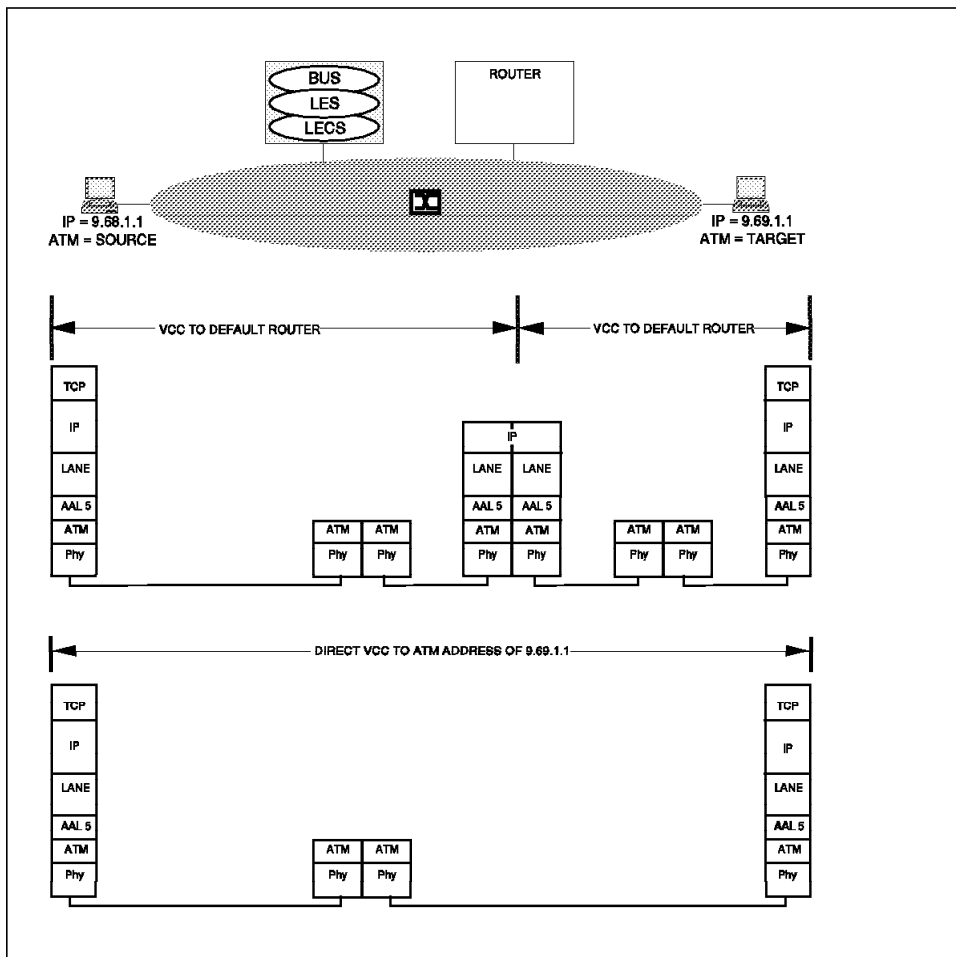 BUS
LES
LECS
ROUTER
IP = 9.68.1.1
ATM = SOURCE
IP = 9.69.1.1
ATM = TARGET
VCC TO DEFAULT ROUTER
VCC TO DEFAULT ROUTER
TCP
IP
LANE
AAL 5
ATM
Phy
ATM
ATM
Phy
Phy
IP
LANE
LANE
AAL 5
AAL 5
ATM
ATM
Phy
Phy
ATM
ATM
Phy
Phy
TCP
IP
LANE
AAL 5
ATM
Phy
DIRECT VCC TO ATM ADDRESS OF 9.69.1.1
TCP
IP
LANE
AAL 5
ATM
Phy
ATM
ATM
Phy
Phy
TCP
IP
LANE
AAL 5
ATM
Phy